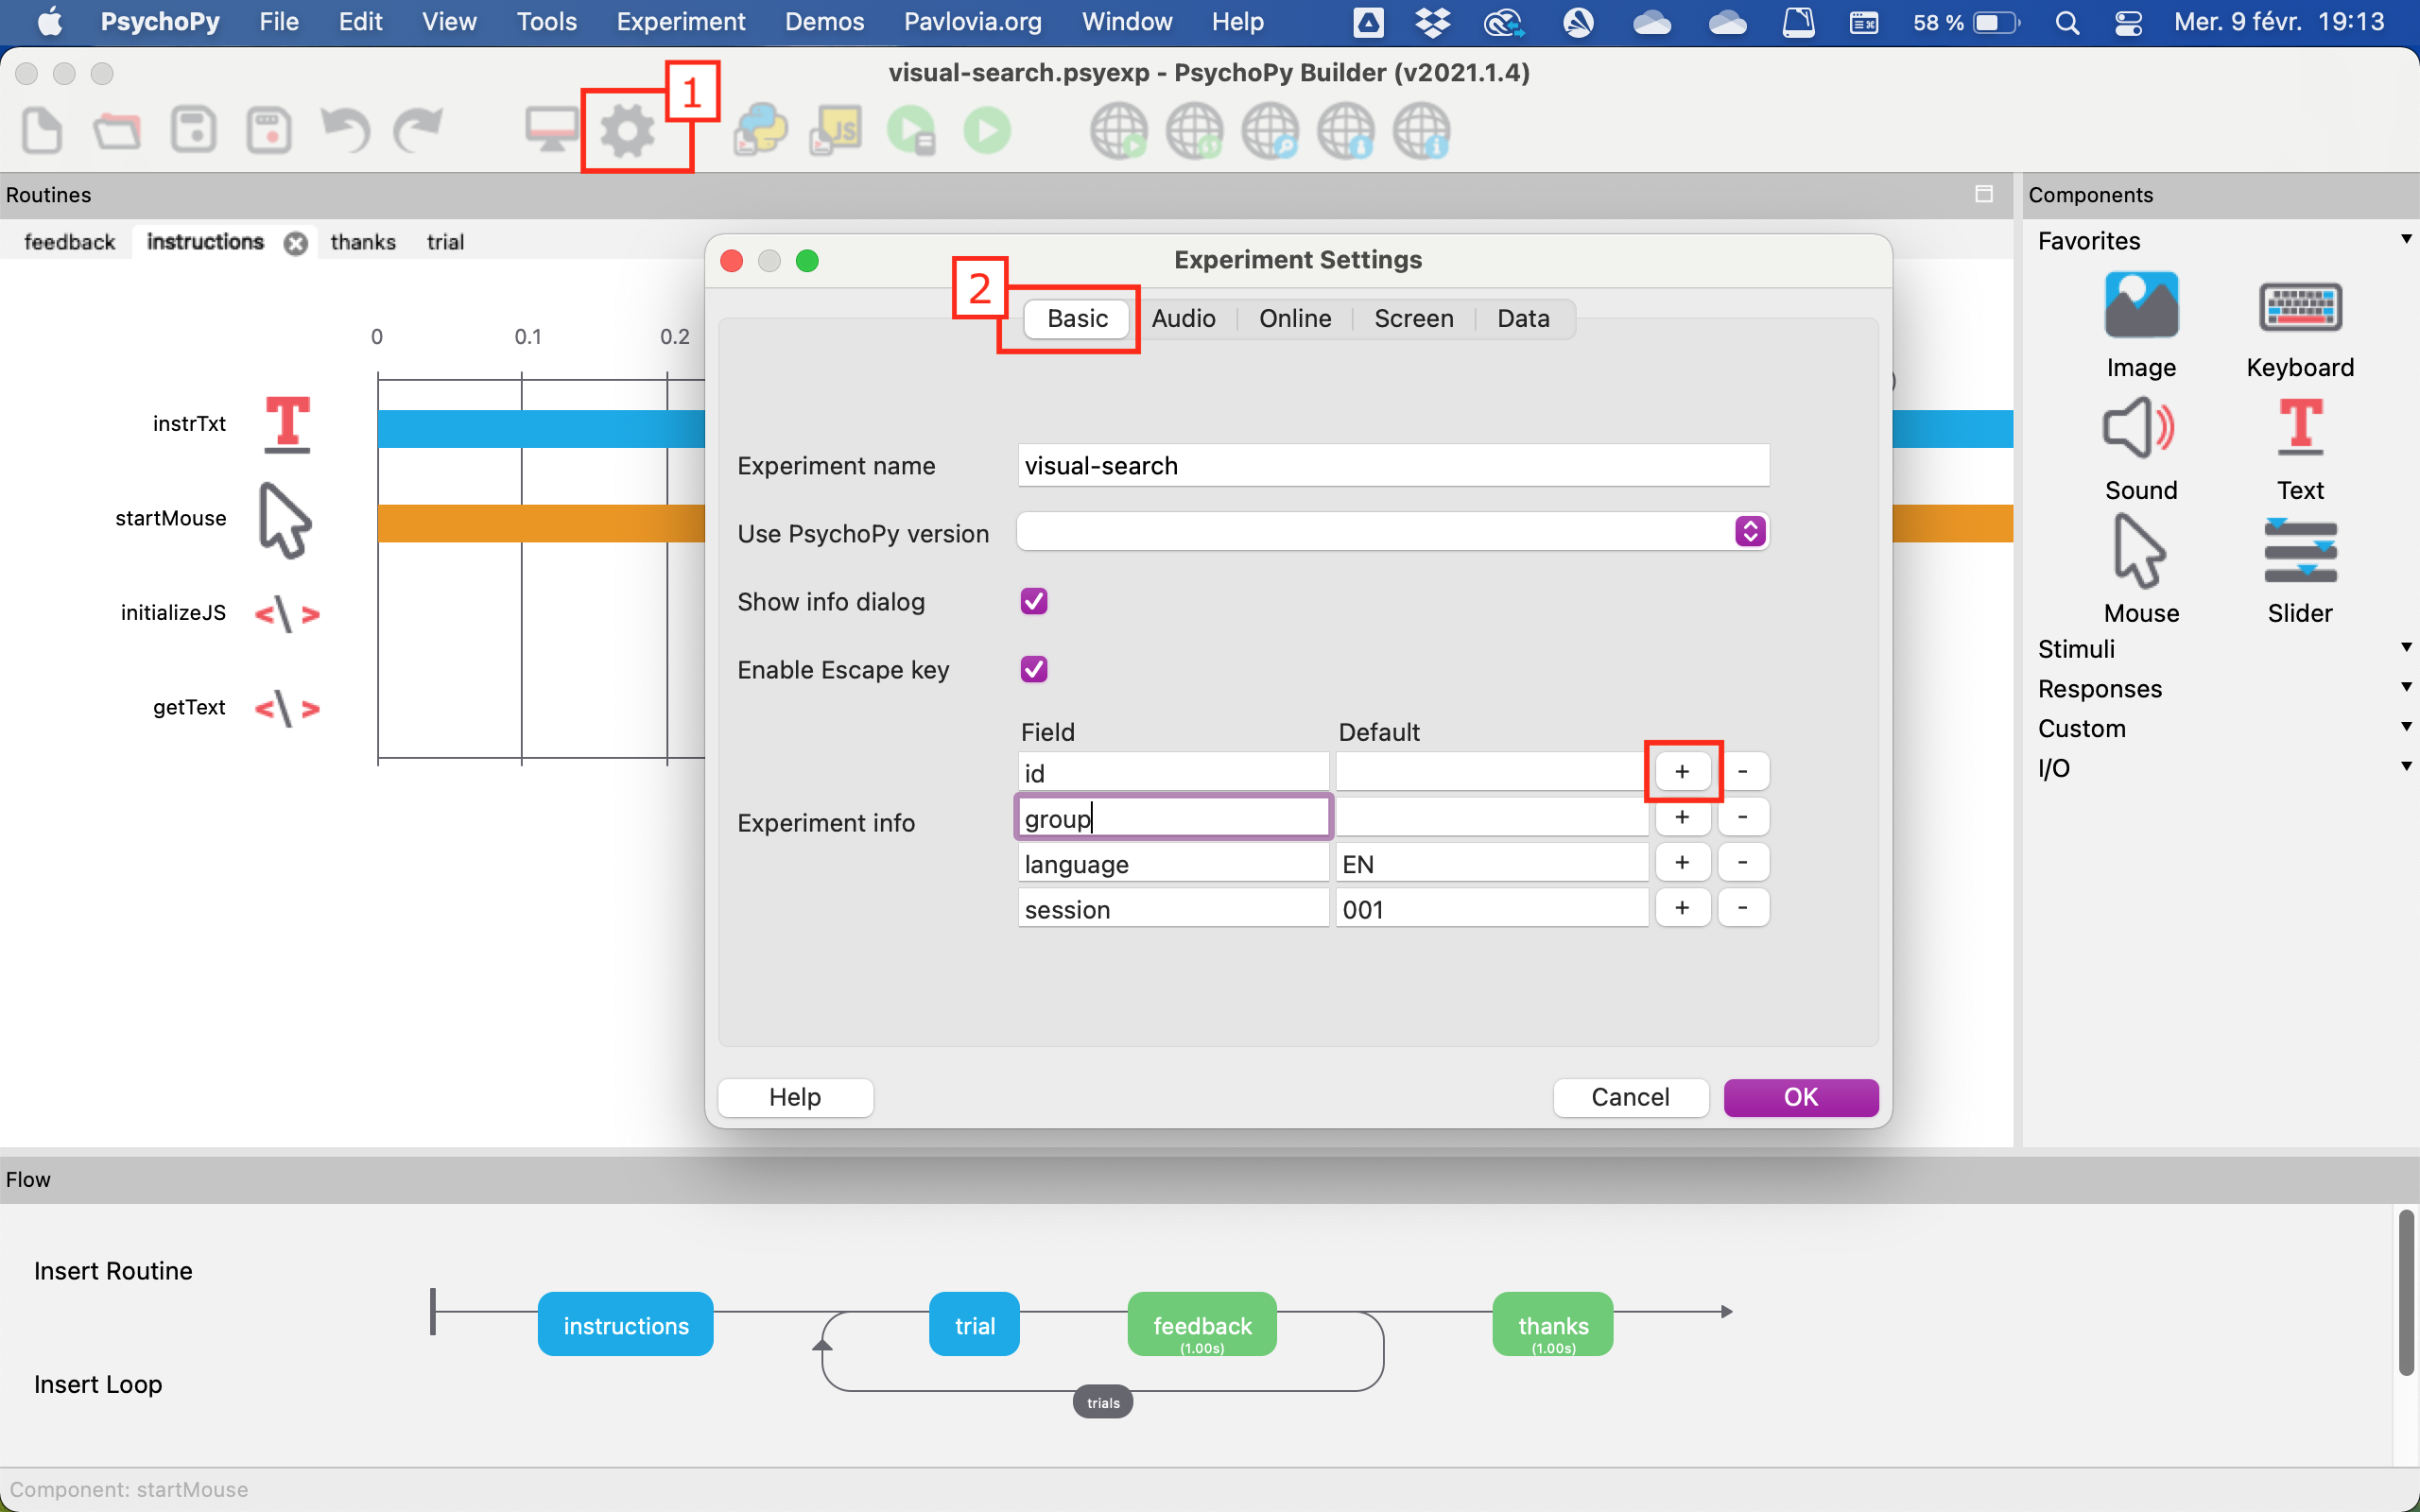 PsychoPy File Edit View Tools Experiment Demos Pavlovia.org Window Help 58 % Mer. 9 févr. 19:13
visual-search.psyexp - PsychoPy Builder (v2021.1.4)
1
JS
Routines
Components
feedback instructions thanks trial
Favorites
Image Keyboard
Sound Text
Mouse Slider
Stimuli
Responses
Custom
I/O
0 0.1 0.2
instrTxt
startMouse
initializeJS
getText
)
Experiment Settings
2
Basic Audio Online Screen Data
Experiment name visual-search
Use PsychoPy version
Show info dialog
Enable Escape key
Field Default
id + -
Experiment info
group + -
language EN + -
session 001 + -
Help Cancel OK
Flow
Insert Routine
Insert Loop
instructions trial feedback thanks
(1.00s) (1.00s)
trials
Component: startMouse